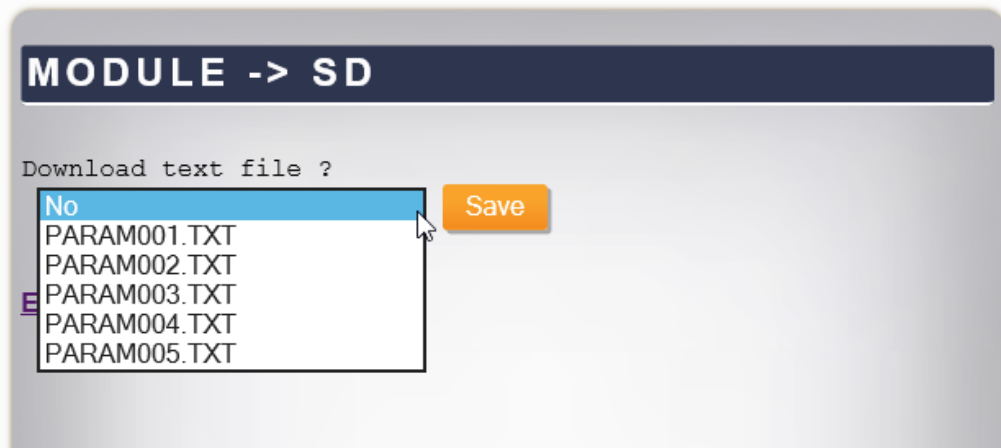 MODULE -> SD
Download text file ?
No
Save
PARAM001.TXT
PARAM002.TXT
PARAM003.TXT
PARAM004.TXT
PARAM005.TXT